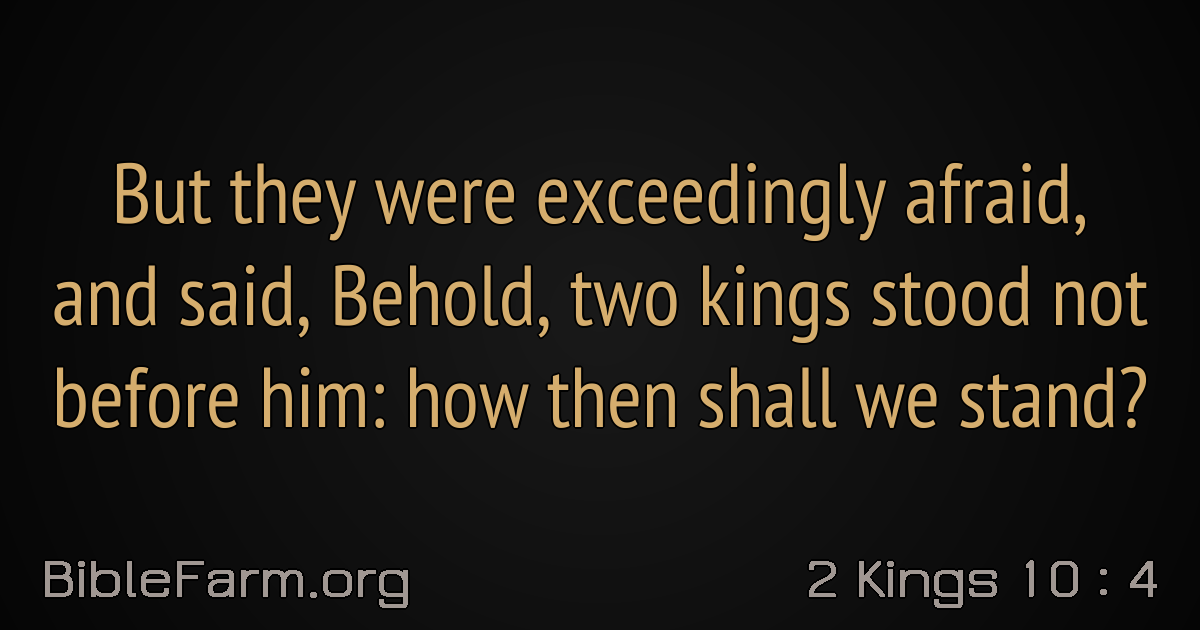 But they were exceedingly afraid,
and said, Behold, two kings stood not
before him: how then shall we stand?
BibleFarm.org
2 Kings 10 : 4